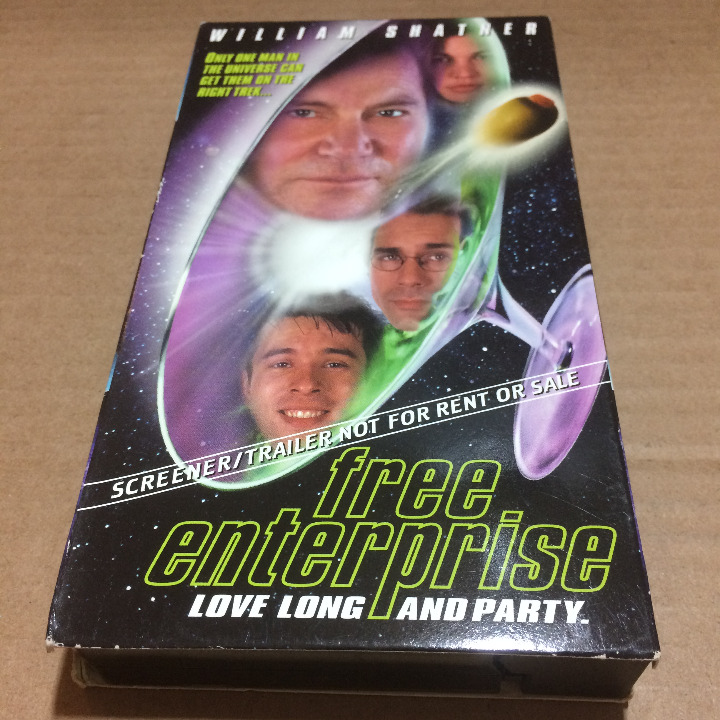 WILLIAM SHATNER
ONLY ONE MAN IN
THE UNIVERSE CAN
GET THEM ON THE
RIGHT TREK...
SCREENER/TRAILER NOT FOR RENT OR SALE
free
enterprise
LOVE LONG AND PARTY.